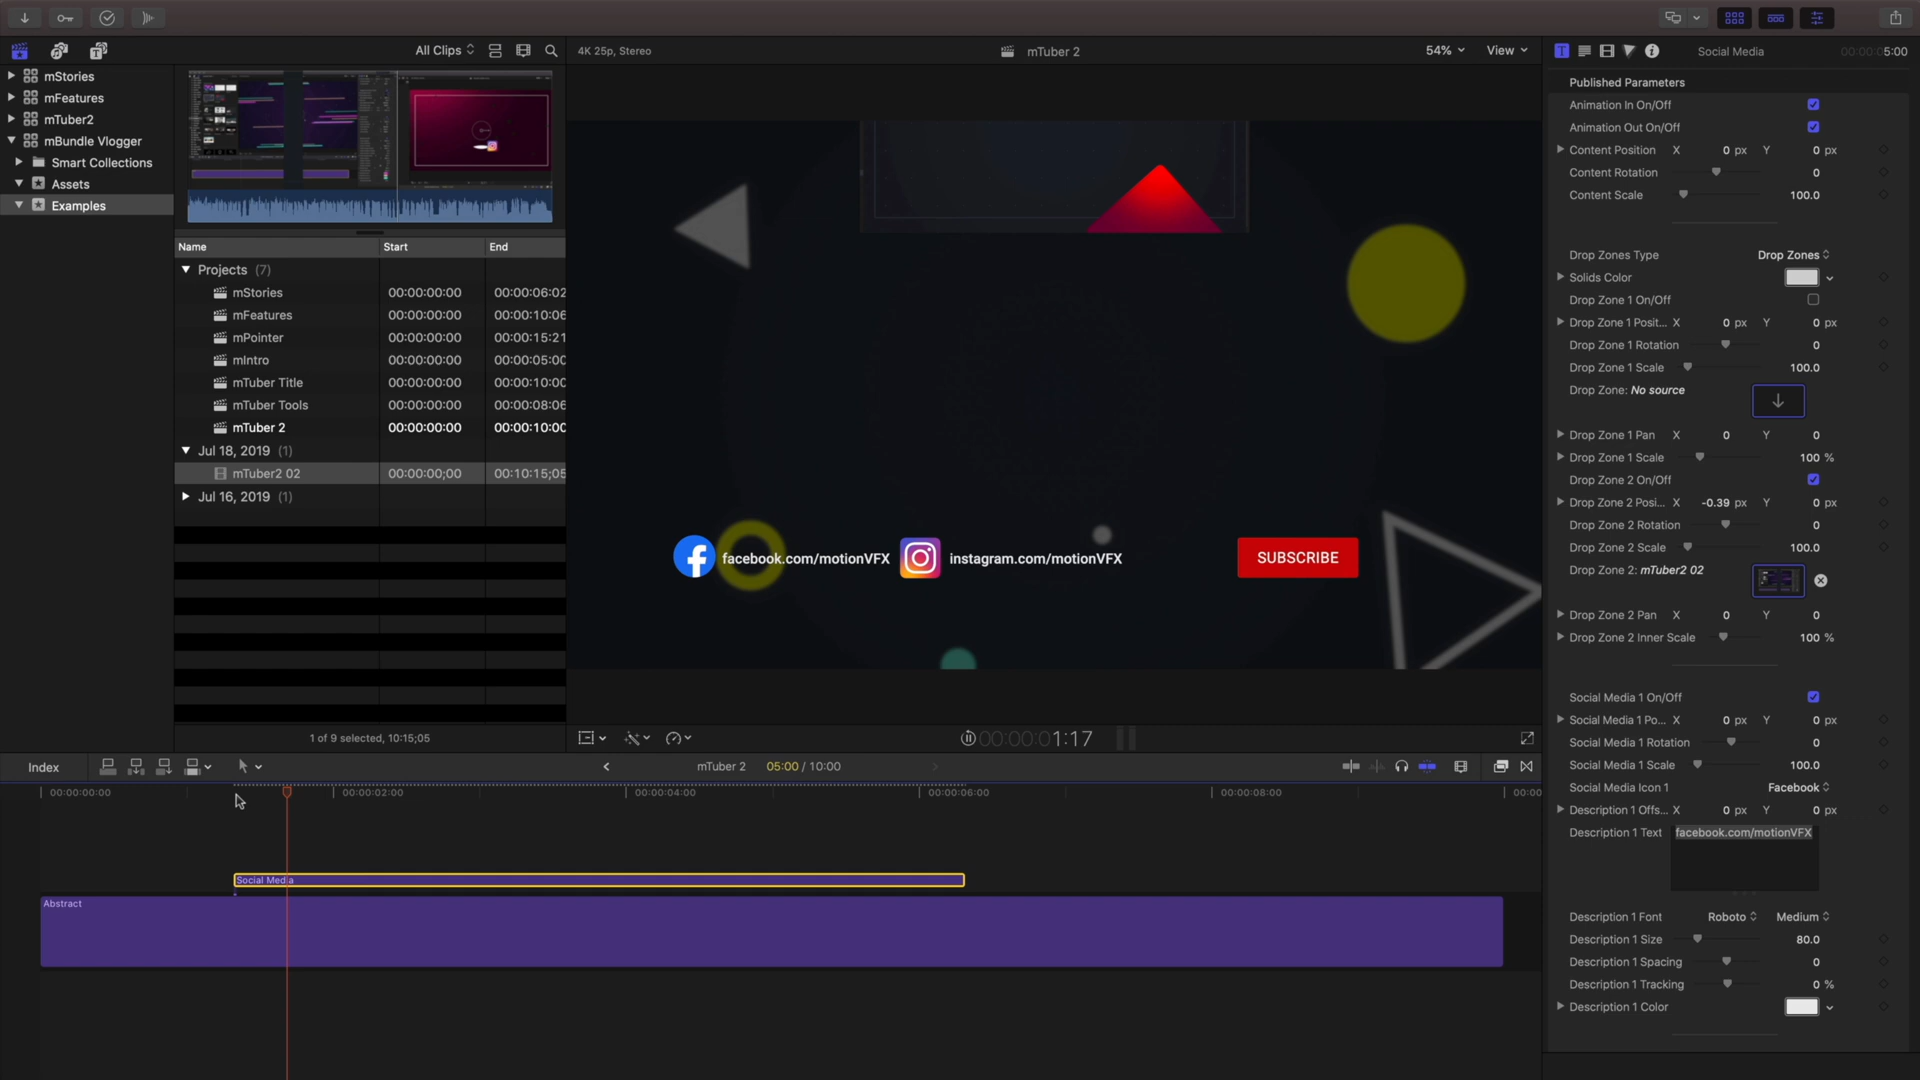 All Clips
4K 25p, Stereo
mTuber 2
54%
View
Social Media
00:00:05:00
mStories
mFeatures
mTuber2
mBundle Vlogger
Smart Collections
Assets
Examples
Name Start End
Projects (7)
mStories 00:00:00:00 00:00:06:02
mFeatures 00:00:00:00 00:00:10:06
mPointer 00:00:00:00 00:00:15:21
mIntro 00:00:00:00 00:00:05:00
mTuber Title 00:00:00:00 00:00:10:00
mTuber Tools 00:00:00:00 00:00:08:06
mTuber 2 00:00:00:00 00:00:10:00
Jul 18, 2019 (1)
mTuber2 02 00:00:00;00 00:10:15;05
Jul 16, 2019 (1)
1 of 9 selected, 10:15;05
facebook.com/motionVFX
instagram.com/motionVFX
SUBSCRIBE
00:00:01:17
Published Parameters
Animation In On/Off
Animation Out On/Off
Content Position X 0 px Y 0 px
Content Rotation 0
Content Scale 100.0
Drop Zones Type Drop Zones
Solids Color
Drop Zone 1 On/Off
Drop Zone 1 Posit... X 0 px Y 0 px
Drop Zone 1 Rotation 0
Drop Zone 1 Scale 100.0
Drop Zone: No source
Drop Zone 1 Pan X 0 Y 0
Drop Zone 1 Scale 100 %
Drop Zone 2 On/Off
Drop Zone 2 Posi... X -0.39 px Y 0 px
Drop Zone 2 Rotation 0
Drop Zone 2 Scale 100.0
Drop Zone 2: mTuber2 02
Drop Zone 2 Pan X 0 Y 0
Drop Zone 2 Inner Scale 100 %
Social Media 1 On/Off
Social Media 1 Po... X 0 px Y 0 px
Social Media 1 Rotation 0
Social Media 1 Scale 100.0
Social Media Icon 1 Facebook
Description 1 Offs... X 0 px Y 0 px
Description 1 Text facebook.com/motionVFX
Description 1 Font Roboto Medium
Description 1 Size 80.0
Description 1 Spacing 0
Description 1 Tracking 0 %
Description 1 Color
Index
mTuber 2 05:00 / 10:00
00:00:00:00 00:00:02:00 00:00:04:00 00:00:06:00 00:00:08:00 00:00
Social Media
Abstract